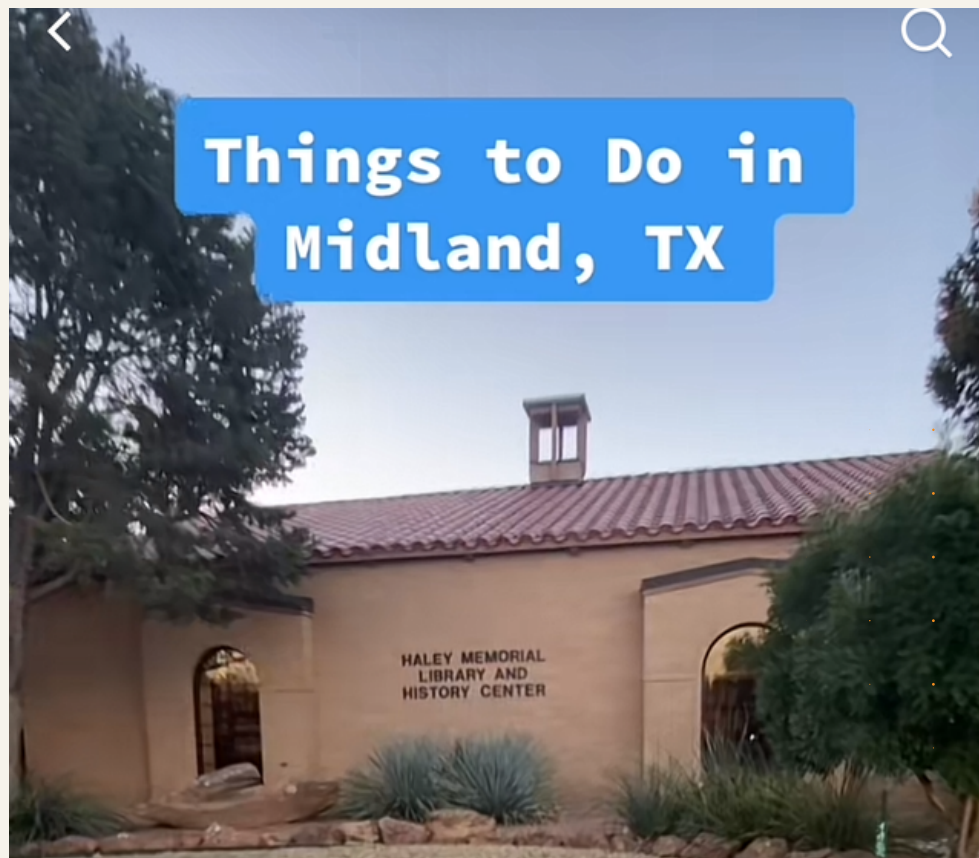 Things to Do in
Midland, TX
HALEY MEMORIAL
LIBRARY AND
HISTORY CENTER